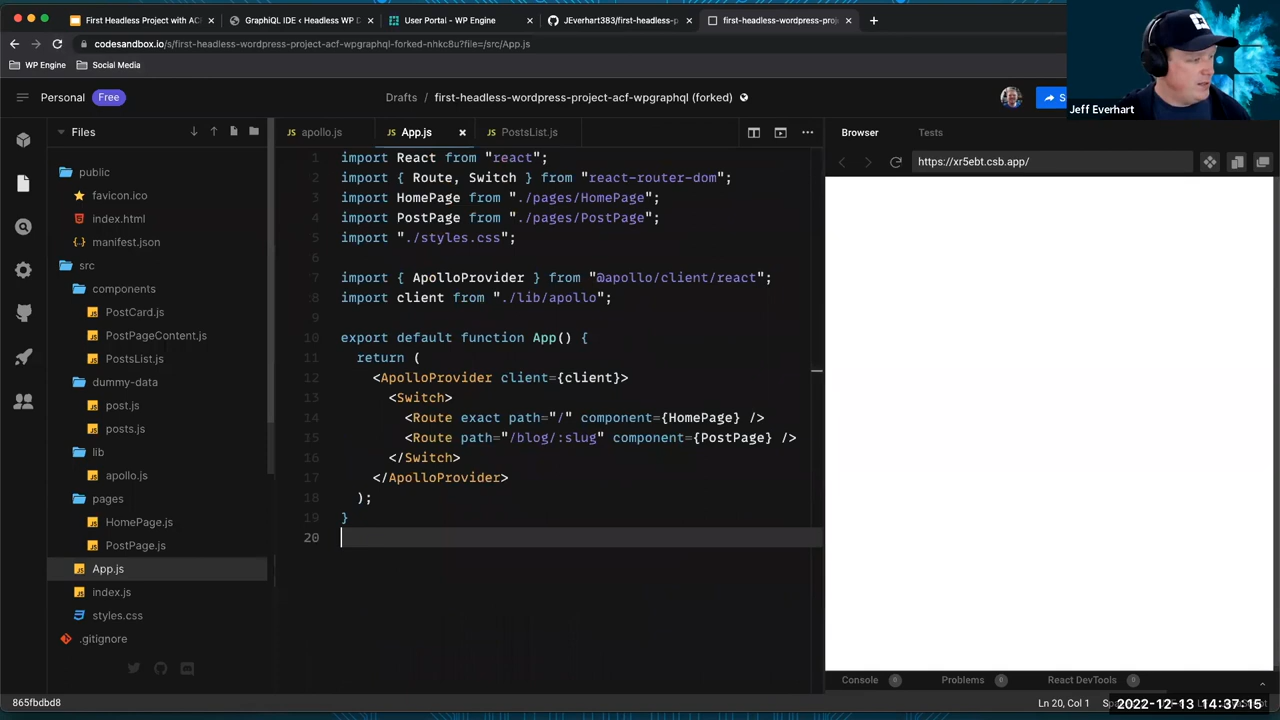 First Headless Project with ACF
GraphiQL IDE ‹ Headless WP D
User Portal - WP Engine
JEverhart383/first-headless-p
first-headless-wordpress-proj
codesandbox.io/s/first-headless-wordpress-project-acf-wpgraphql-forked-nhkc8u?file=/src/App.js
WP Engine
Social Media
Personal
Free
Drafts / first-headless-wordpress-project-acf-wpgraphql (forked)
S
Jeff Everhart
Files
apollo.js
App.js
PostsList.js
Browser
Tests
https://xr5ebt.csb.app/
public
favicon.ico
index.html
manifest.json
src
components
PostCard.js
PostPageContent.js
PostsList.js
dummy-data
post.js
posts.js
lib
apollo.js
pages
HomePage.js
PostPage.js
App.js
index.js
styles.css
.gitignore
1 import React from "react";
2 import { Route, Switch } from "react-router-dom";
3 import HomePage from "./pages/HomePage";
4 import PostPage from "./pages/PostPage";
5 import "./styles.css";
6
7 import { ApolloProvider } from "@apollo/client/react";
8 import client from "./lib/apollo";
9
10 export default function App() {
11 return (
12 <ApolloProvider client={client}>
13 <Switch>
14 <Route exact path="/" component={HomePage} />
15 <Route path="/blog/:slug" component={PostPage} />
16 </Switch>
17 </ApolloProvider>
18 );
19 }
20
Console 0
Problems 0
React DevTools 0
865fbdbd8
Ln 20, Col 1
2022-12-13 14:37:15